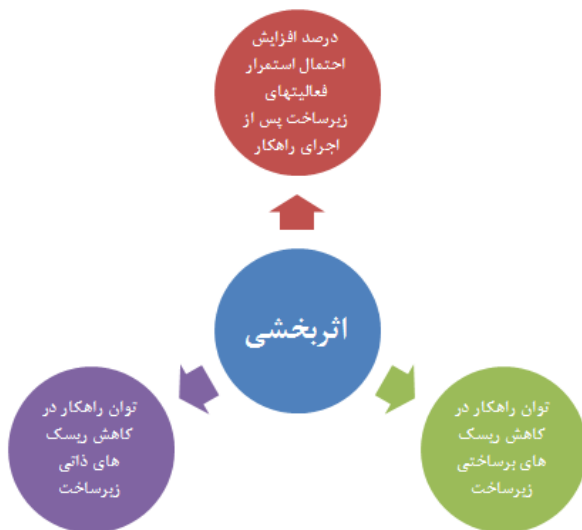 درصد افزایش
احتمال استمرار
فعالیتهای
زیرساخت پس از
اجرای راهکار
اثربخشی
توان راهکار در
کاهش ریسک
های برساختی
زیرساخت
توان راهکار در
کاهش ریسک
های ذاتی
زیرساخت